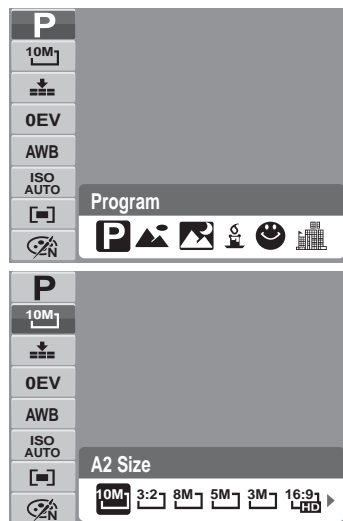 P
10M
0EV
AWB
ISO
AUTO
N
Program
P
P
10M
0EV
AWB
ISO
AUTO
N
A2 Size
10M 3:2 8M 5M 3M 16:9 HD